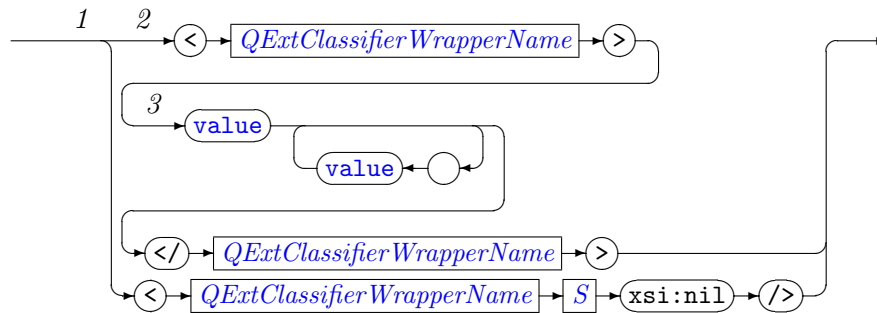 1 2 < QExtClassifierWrapperName >
3 value
value
</ QExtClassifierWrapperName >
< QExtClassifierWrapperName S xsi:nil />